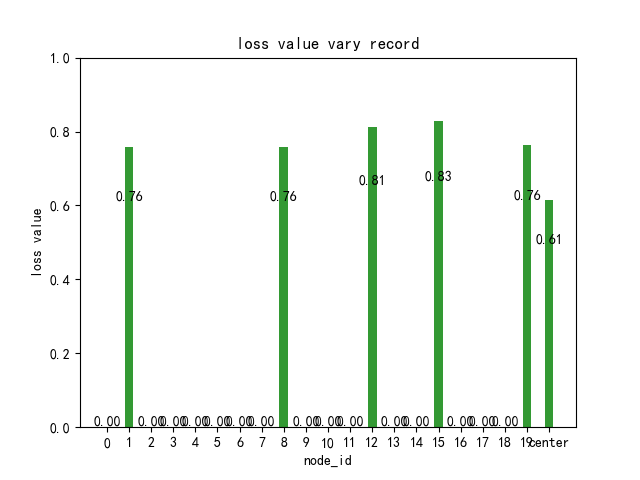 loss value vary record
1.0
0.8
0.6
0.4
0.2
0.0
loss value
0.00 0.76 0.00 0.00 0.00 0.00 0.00 0.00 0.76 0.00 0.00 0.00 0.81 0.00 0.00 0.83 0.00 0.00 0.00 0.76 0.61
0 1 2 3 4 5 6 7 8 9 10 11 12 13 14 15 16 17 18 19 center
node_id